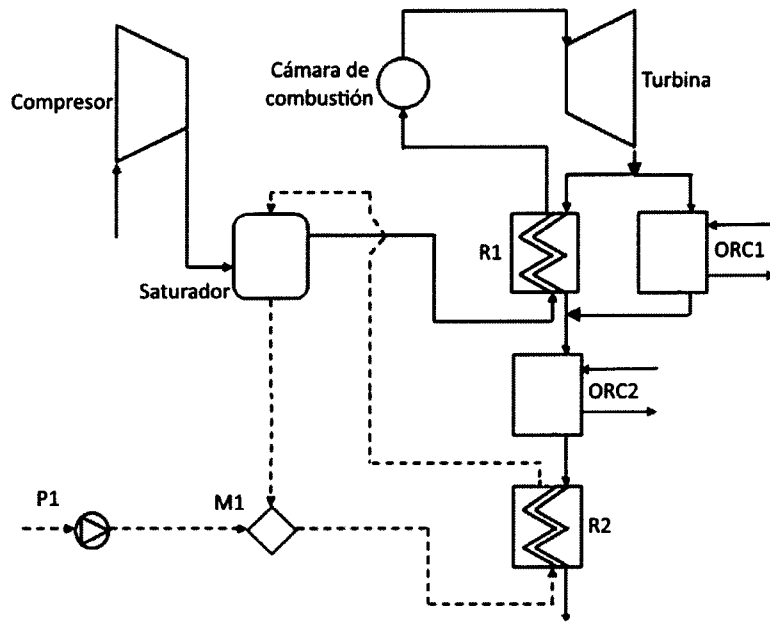 Compresor
Cámara de
combustión
Turbina
R1
ORC1
Saturador
ORC2
P1
M1
R2